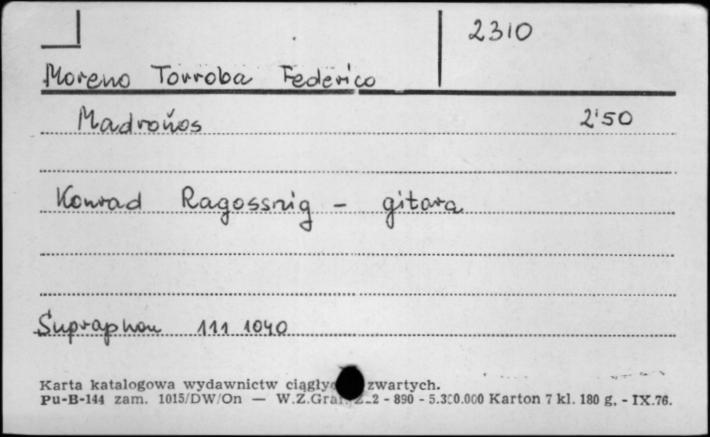 2310
Moreno Torroba Federico
Madroños 2'50
Konrad Ragossnig - gitara
Supraphon 111 1040
Karta katalogowa wydawnictw zwartych.
Pu-B-144 zam. 1015/DW/On — W.Z.Graf. Z-2 - 890 - 5.300.000 Karton 7 kl. 180 g. - IX.76.